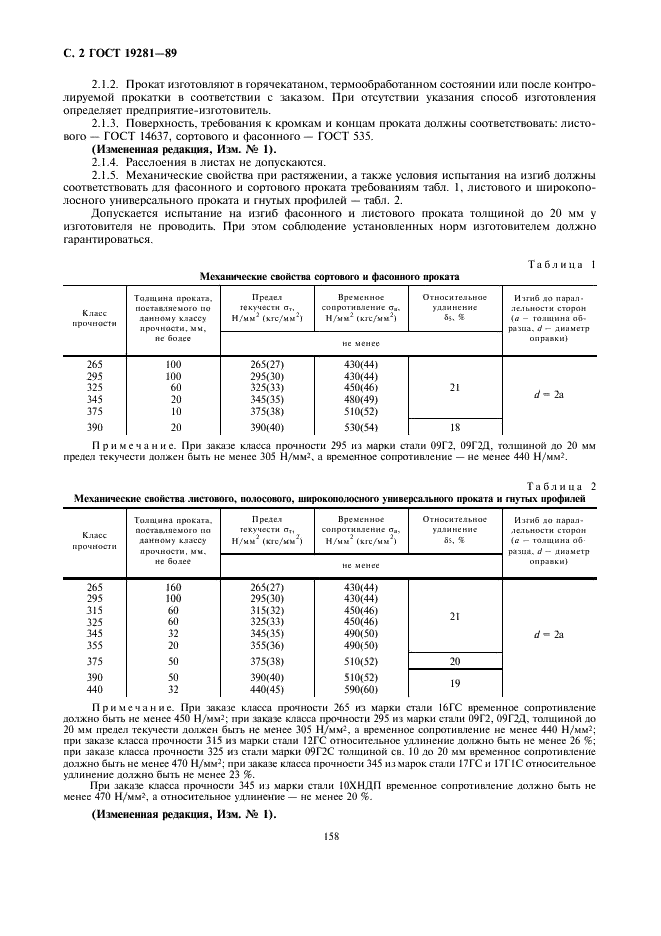 С. 2 ГОСТ 19281—89
2.1.2. Прокат изготовляют в горячекатаном, термообработанном состоянии или после контро-
лируемой прокатки в соответствии с заказом. При отсутствии указания способ изготовления
определяет предприятие-изготовитель.
2.1.3. Поверхность, требования к кромкам и концам проката должны соответствовать: листо-
вого — ГОСТ 14637, сортового и фасонного — ГОСТ 535.
(Измененная редакция, Изм. № 1).
2.1.4. Расслоения в листах не допускаются.
2.1.5. Механические свойства при растяжении, а также условия испытания на изгиб должны
соответствовать для фасонного и сортового проката требованиям табл. 1, листового и широкопо-
лосного универсального проката и гнутых профилей — табл. 2.
Допускается испытание на изгиб фасонного и листового проката толщиной до 20 мм у
изготовителя не проводить. При этом соблюдение установленных норм изготовителем должно
гарантироваться.
Таблица 1
Механические свойства сортового и фасонного проката
Класс
прочности
Толщина проката,
поставляемого по
данному классу
прочности, мм,
не более
Предел
текучести σт,
Н/мм² (кгс/мм²)
Временное
сопротивление σв,
Н/мм² (кгс/мм²)
Относительное
удлинение
δ5, %
Изгиб до парал-
лельности сторон
(a — толщина об-
разца, d — диаметр
оправки)
не менее
265 100 265(27) 430(44)
295 100 295(30) 430(44)
325 60 325(33) 450(46)
345 20 345(35) 480(49)
375 10 375(38) 510(52)
21
d = 2a
390 20 390(40) 530(54) 18
Примечание. При заказе класса прочности 295 из марки стали 09Г2, 09Г2Д, толщиной до 20 мм
предел текучести должен быть не менее 305 Н/мм², а временное сопротивление — не менее 440 Н/мм².
Таблица 2
Механические свойства листового, полосового, широкополосного универсального проката и гнутых профилей
Класс
прочности
Толщина проката,
поставляемого по
данному классу
прочности, мм,
не более
Предел
текучести σт,
Н/мм² (кгс/мм²)
Временное
сопротивление σв,
Н/мм² (кгс/мм²)
Относительное
удлинение
δ5, %
Изгиб до парал-
лельности сторон
(a — толщина об-
разца, d — диаметр
оправки)
не менее
265 160 265(27) 430(44)
295 100 295(30) 430(44)
315 60 315(32) 450(46)
325 60 325(33) 450(46)
345 32 345(35) 490(50)
355 20 355(36) 490(50)
21
d = 2a
375 50 375(38) 510(52) 20
390 50 390(40) 510(52)
440 32 440(45) 590(60)
19
Примечание. При заказе класса прочности 265 из марки стали 16ГС временное сопротивление
должно быть не менее 450 Н/мм²; при заказе класса прочности 295 из марки стали 09Г2, 09Г2Д, толщиной до
20 мм предел текучести должен быть не менее 305 Н/мм², а временное сопротивление не менее 440 Н/мм²;
при заказе класса прочности 315 из марки стали 12ГС относительное удлинение должно быть не менее 26 %;
при заказе класса прочности 325 из стали марки 09Г2С толщиной св. 10 до 20 мм временное сопротивление
должно быть не менее 470 Н/мм²; при заказе класса прочности 345 из марок стали 17ГС и 17Г1С относительное
удлинение должно быть не менее 23 %.
При заказе класса прочности 345 из марки стали 10ХНДП временное сопротивление должно быть не
менее 470 Н/мм², а относительное удлинение — не менее 20 %.
(Измененная редакция, Изм. № 1).
158